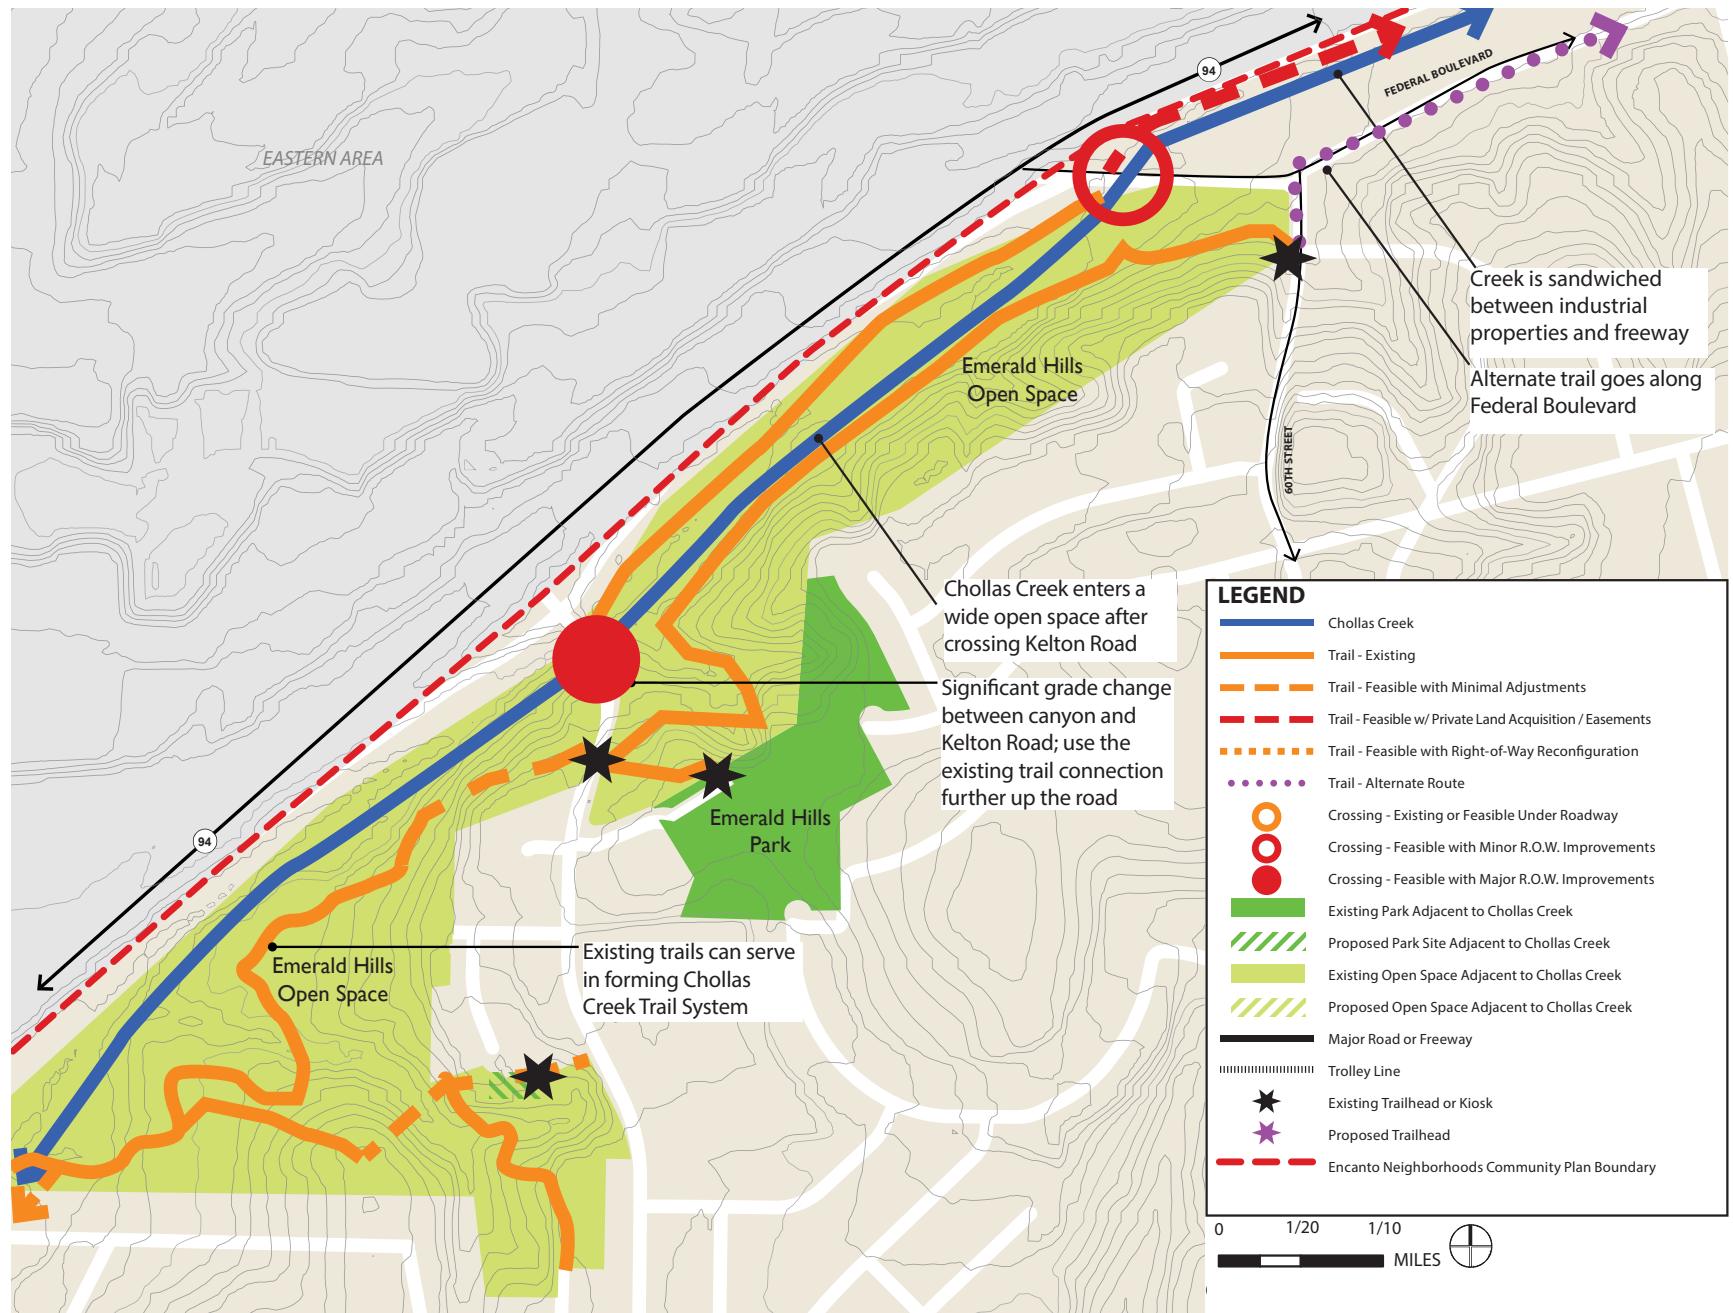 94
FEDERAL BOULEVARD
EASTERN AREA
Creek is sandwiched
between industrial
properties and freeway
Alternate trail goes along
Federal Boulevard
Emerald Hills
Open Space
60TH STREET
Chollas Creek enters a
wide open space after
crossing Kelton Road
Significant grade change
between canyon and
Kelton Road; use the
existing trail connection
further up the road
Emerald Hills
Park
94
Existing trails can serve
in forming Chollas
Creek Trail System
Emerald Hills
Open Space
LEGEND
Chollas Creek
Trail - Existing
Trail - Feasible with Minimal Adjustments
Trail - Feasible w/ Private Land Acquisition / Easements
Trail - Feasible with Right-of-Way Reconfiguration
Trail - Alternate Route
Crossing - Existing or Feasible Under Roadway
Crossing - Feasible with Minor R.O.W. Improvements
Crossing - Feasible with Major R.O.W. Improvements
Existing Park Adjacent to Chollas Creek
Proposed Park Site Adjacent to Chollas Creek
Existing Open Space Adjacent to Chollas Creek
Proposed Open Space Adjacent to Chollas Creek
Major Road or Freeway
Trolley Line
Existing Trailhead or Kiosk
Proposed Trailhead
Encanto Neighborhoods Community Plan Boundary
0 1/20 1/10
MILES